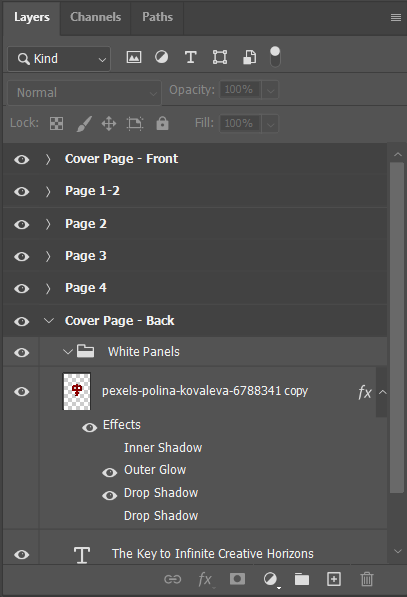 Layers Channels Paths
Kind
Normal Opacity: 100%
Lock: Fill: 100%
Cover Page - Front
Page 1-2
Page 2
Page 3
Page 4
Cover Page - Back
White Panels
pexels-polina-kovaleva-6788341 copy fx
Effects
Inner Shadow
Outer Glow
Drop Shadow
Drop Shadow
T The Key to Infinite Creative Horizons
fx